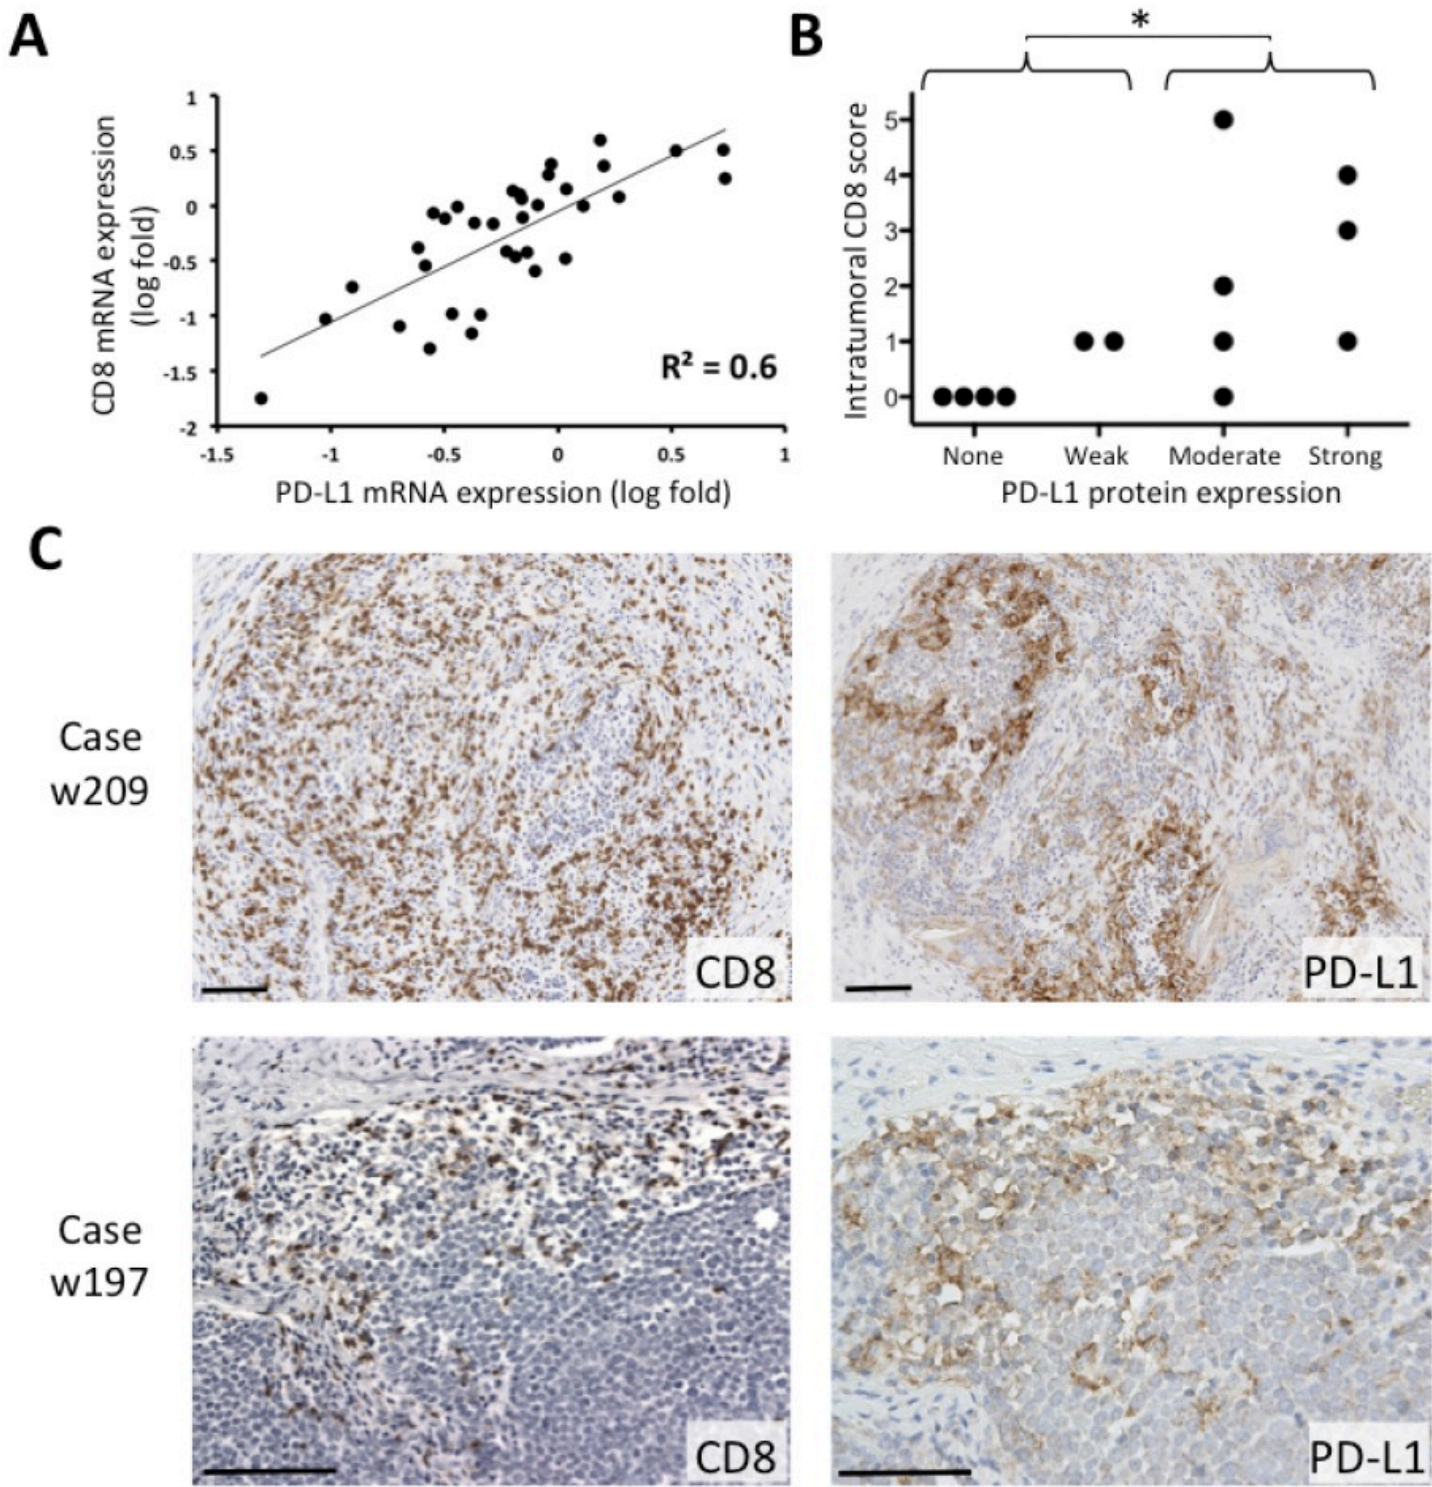 A
CD8 mRNA expression
(log fold)
1
0.5
0
-0.5
-1
-1.5
-2
-1.5 -1 -0.5 0 0.5 1
R² = 0.6
PD-L1 mRNA expression (log fold)
B
*
Intratumoral CD8 score
5
4
3
2
1
0
None Weak Moderate Strong
PD-L1 protein expression
C
Case
w209
CD8
PD-L1
Case
w197
CD8
PD-L1